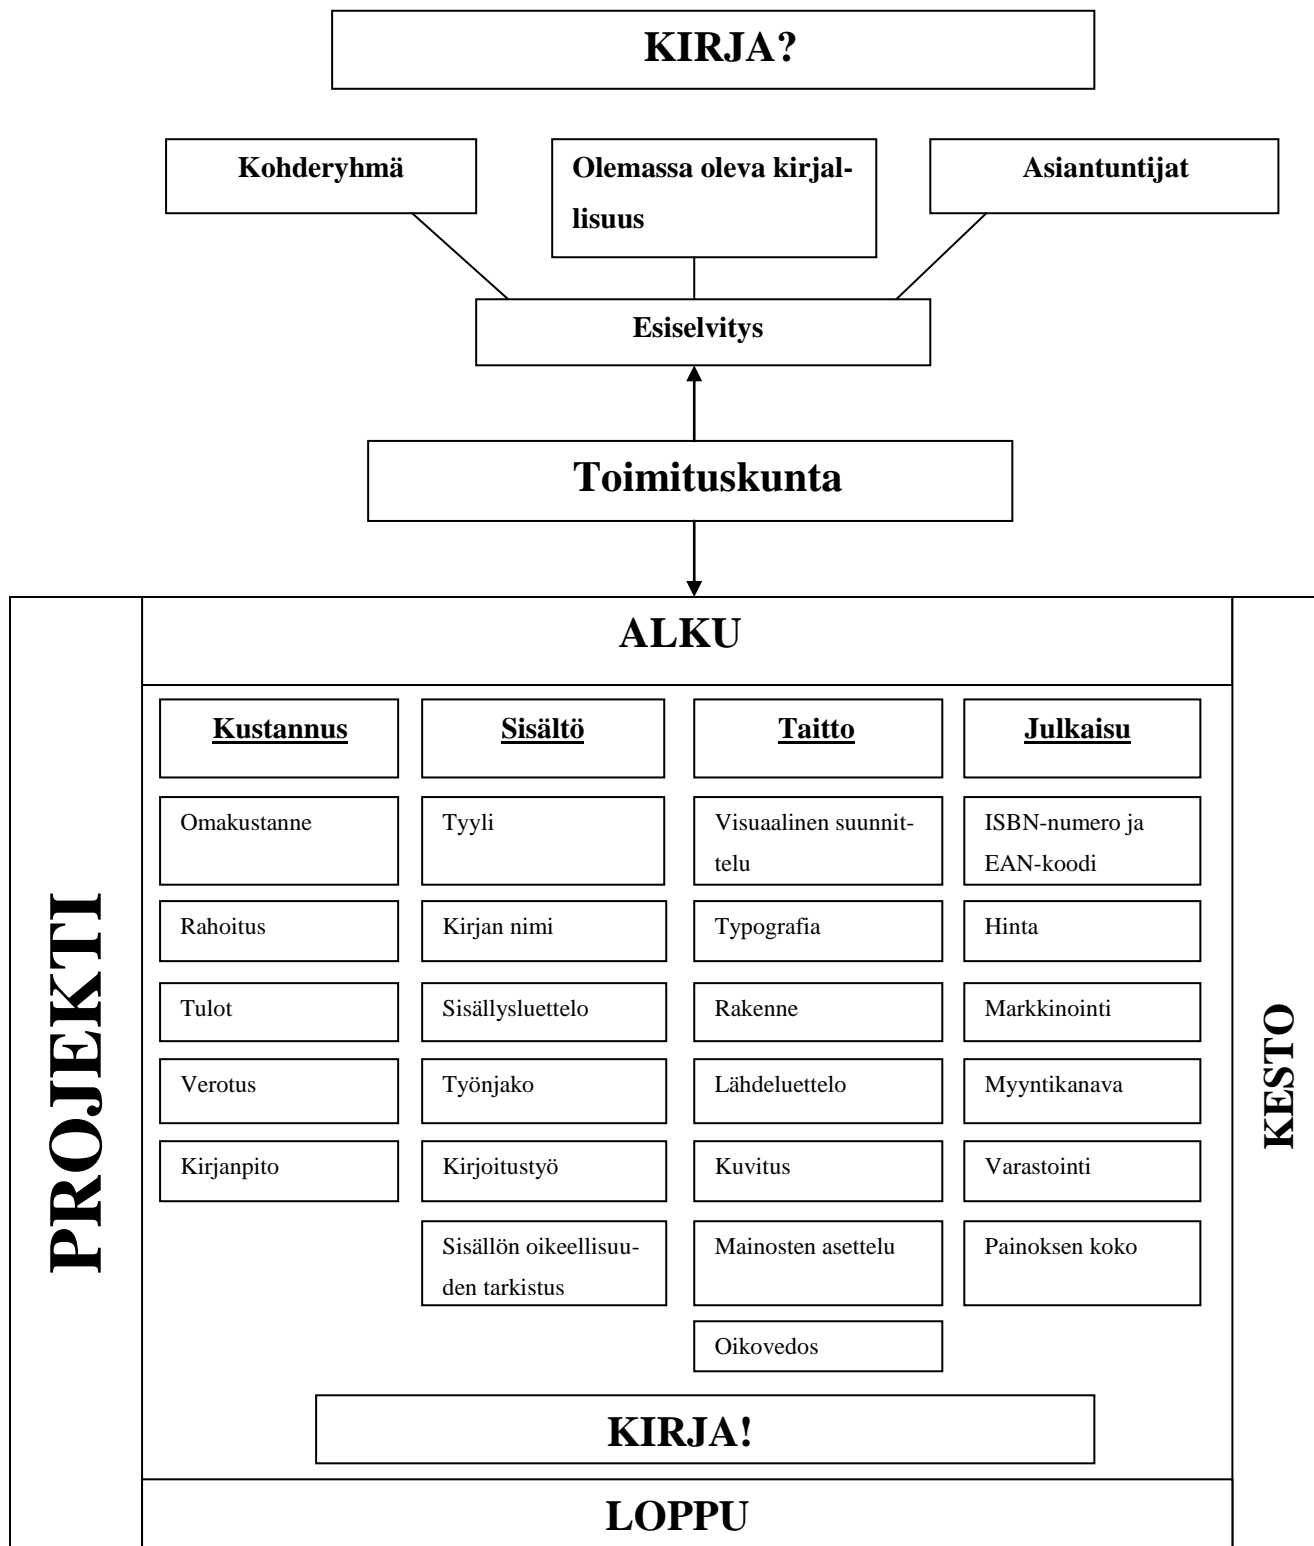 KIRJA?
Kohderyhmä
Olemassa oleva kirjal-
lisuus
Asiantuntijat
Esiselvitys
Toimituskunta
PROJEKTI
ALKU
KESTO
Kustannus
Omakustanne
Rahoitus
Tulot
Verotus
Kirjanpito
Sisältö
Tyyli
Kirjan nimi
Sisällysluettelo
Työnjako
Kirjoitustyö
Sisällön oikeellisuu-
den tarkistus
Taitto
Visuaalinen suunnit-
telu
Typografia
Rakenne
Lähdeluettelo
Kuvitus
Mainosten asettelu
Oikovedos
Julkaisu
ISBN-numero ja
EAN-koodi
Hinta
Markkinointi
Myyntikanava
Varastointi
Painoksen koko
KIRJA!
LOPPU